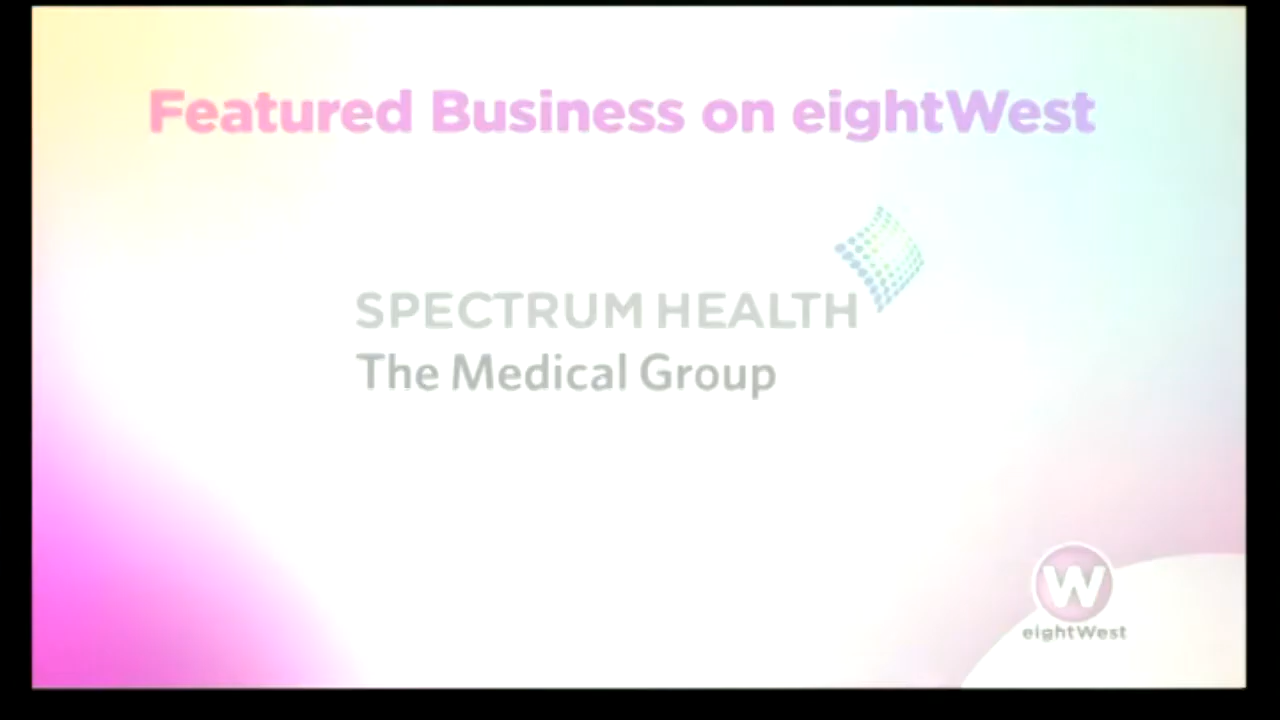 Featured Business on eightWest
SPECTRUM HEALTH
The Medical Group
W
eightWest